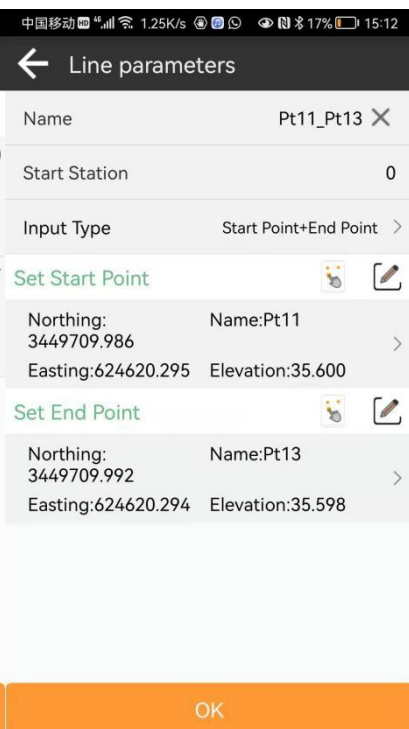 中国移动 HD 4G 1.25K/s 17% 15:12
Line parameters
Name Pt11_Pt13
Start Station 0
Input Type Start Point+End Point
Set Start Point
Northing: Name:Pt11
3449709.986
Easting:624620.295 Elevation:35.600
Set End Point
Northing: Name:Pt13
3449709.992
Easting:624620.294 Elevation:35.598
OK